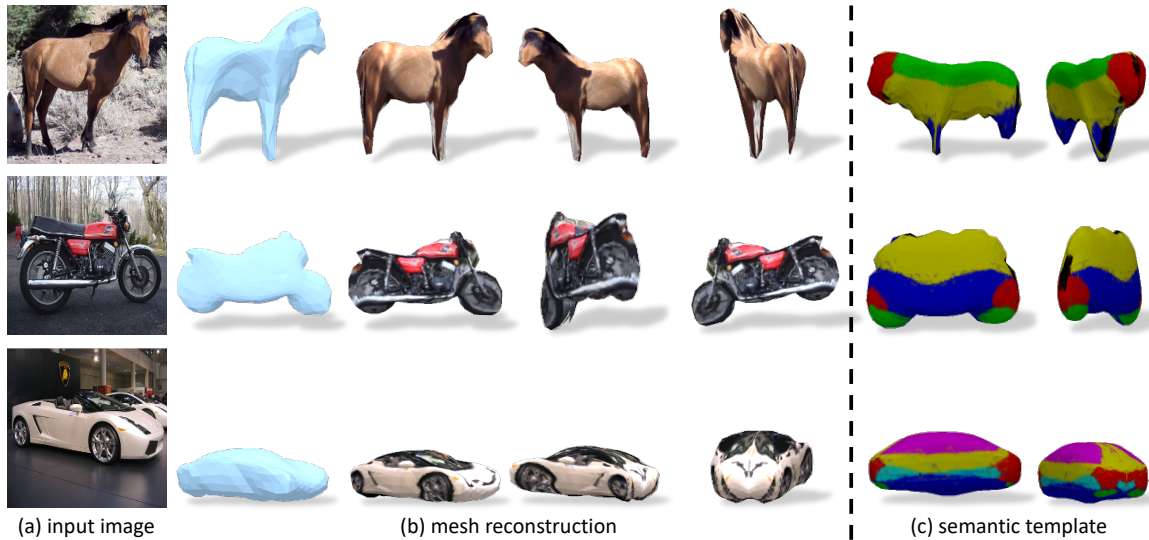 (a) input image
(b) mesh reconstruction
(c) semantic template